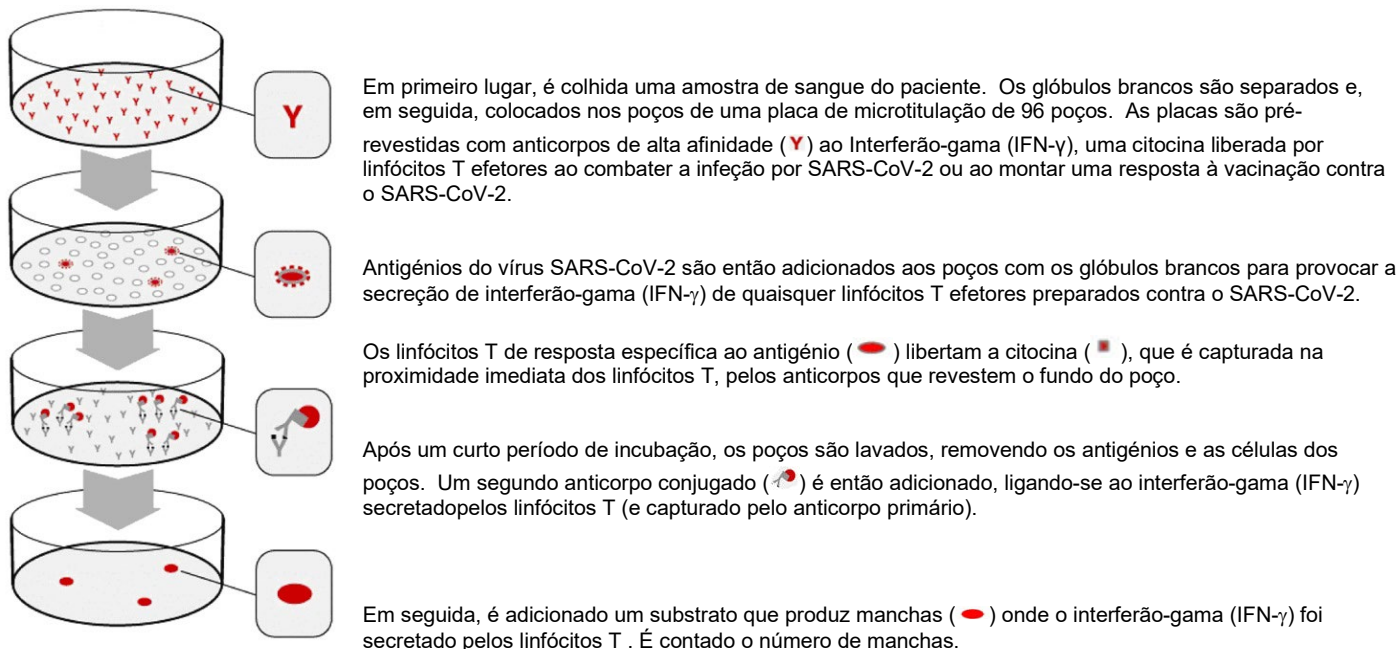 Y
Em primeiro lugar, é colhida uma amostra de sangue do paciente.  Os glóbulos brancos são separados e,
em seguida, colocados nos poços de uma placa de microtitulação de 96 poços.  As placas são pré-
revestidas com anticorpos de alta afinidade ( Y ) ao Interferão-gama (IFN-γ), uma citocina liberada por
linfócitos T efetores ao combater a infeção por SARS-CoV-2 ou ao montar uma resposta à vacinação contra
o SARS-CoV-2.
Antigénios do vírus SARS-CoV-2 são então adicionados aos poços com os glóbulos brancos para provocar a
secreção de interferão-gama (IFN-γ) de quaisquer linfócitos T efetores preparados contra o SARS-CoV-2.
Os linfócitos T de resposta específica ao antigénio ( ) libertam a citocina ( ), que é capturada na
proximidade imediata dos linfócitos T, pelos anticorpos que revestem o fundo do poço.
Após um curto período de incubação, os poços são lavados, removendo os antigénios e as células dos
poços.  Um segundo anticorpo conjugado ( ) é então adicionado, ligando-se ao interferão-gama (IFN-γ)
secretadopelos linfócitos T (e capturado pelo anticorpo primário).
Em seguida, é adicionado um substrato que produz manchas ( ) onde o interferão-gama (IFN-γ) foi
secretado pelos linfócitos T . É contado o número de manchas.